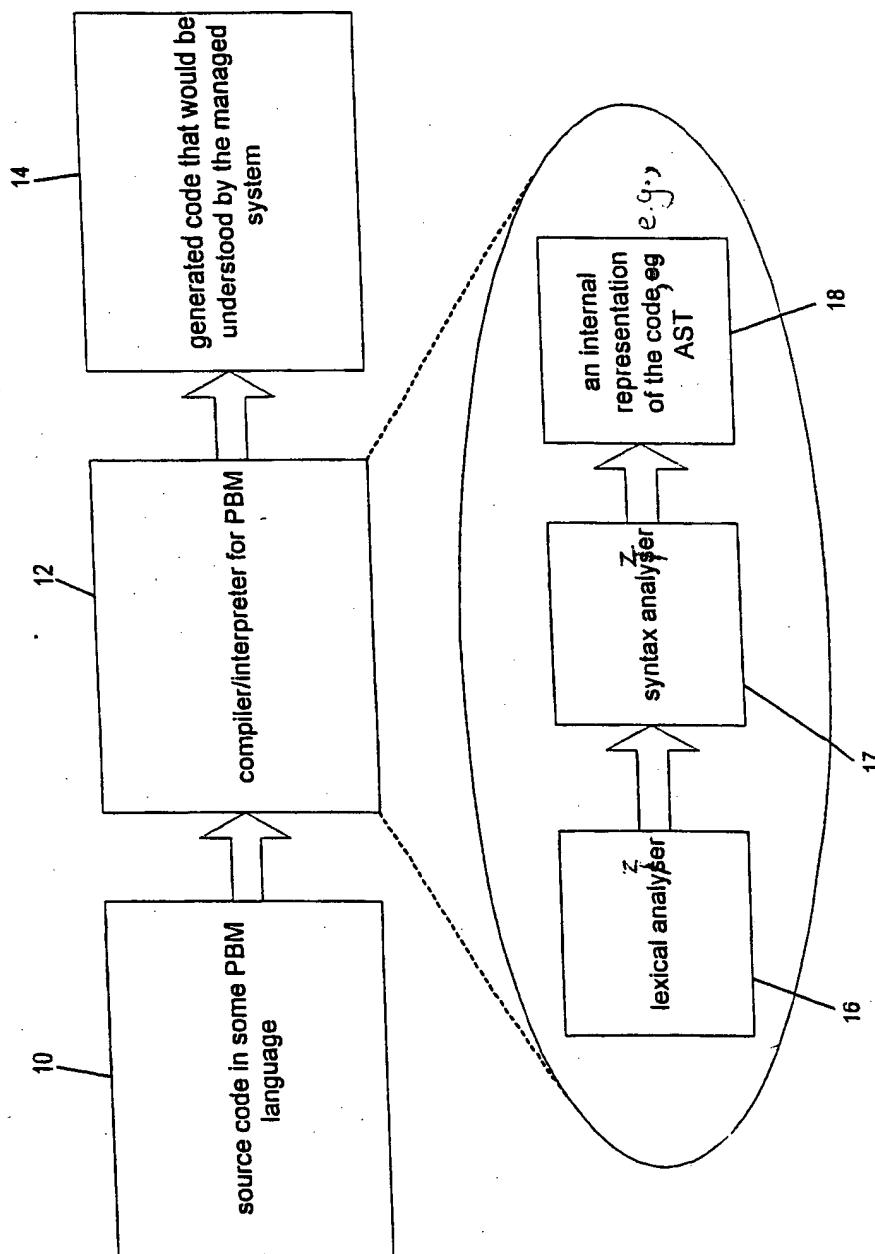 10
source code in some PBM
language
12
compiler/interpreter for PBM
14
generated code that would be
understood by the managed
system
16
lexical analyser
z
17
syntax analyser
z
18
an internal
representation
of the code, eg
AST
e.g.,